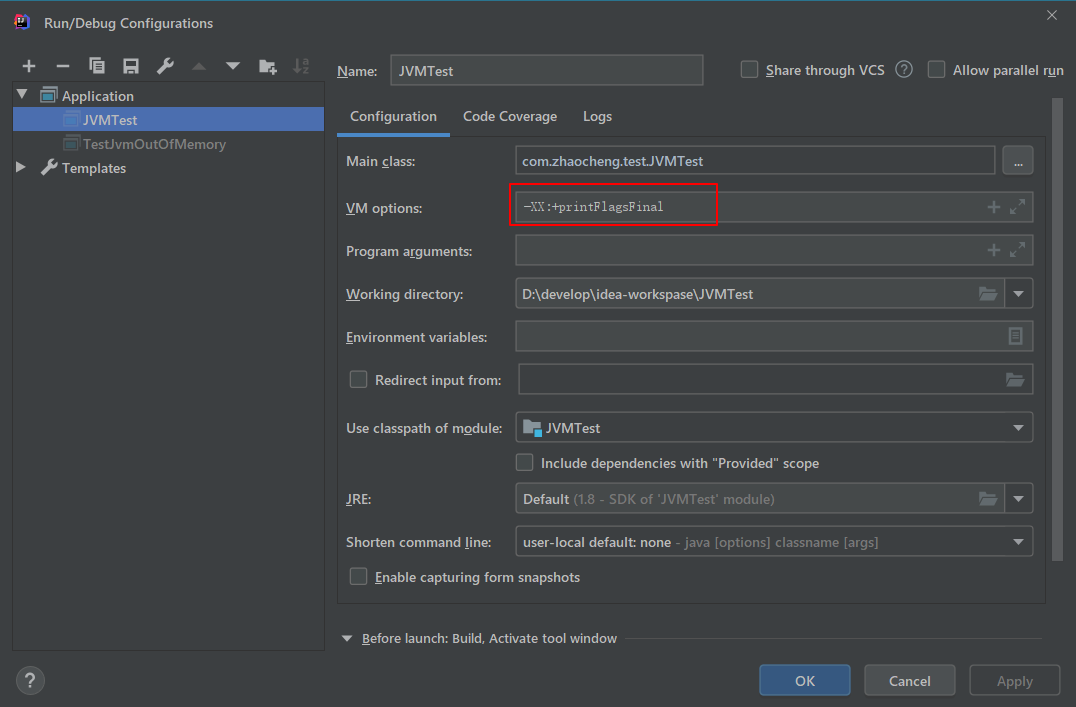 Run/Debug Configurations
Name: JVMTest Share through VCS ? Allow parallel run
Application
JVMTest
TestJvmOutOfMemory
Templates
Configuration Code Coverage Logs
Main class: com.zhaocheng.test.JVMTest ...
VM options: -XX:+printFlagsFinal
Program arguments:
Working directory: D:\develop\idea-workspase\JVMTest
Environment variables:
Redirect input from:
Use classpath of module: JVMTest
Include dependencies with "Provided" scope
JRE: Default (1.8 - SDK of 'JVMTest' module)
Shorten command line: user-local default: none - java [options] classname [args]
Enable capturing form snapshots
Before launch: Build, Activate tool window
? OK Cancel Apply